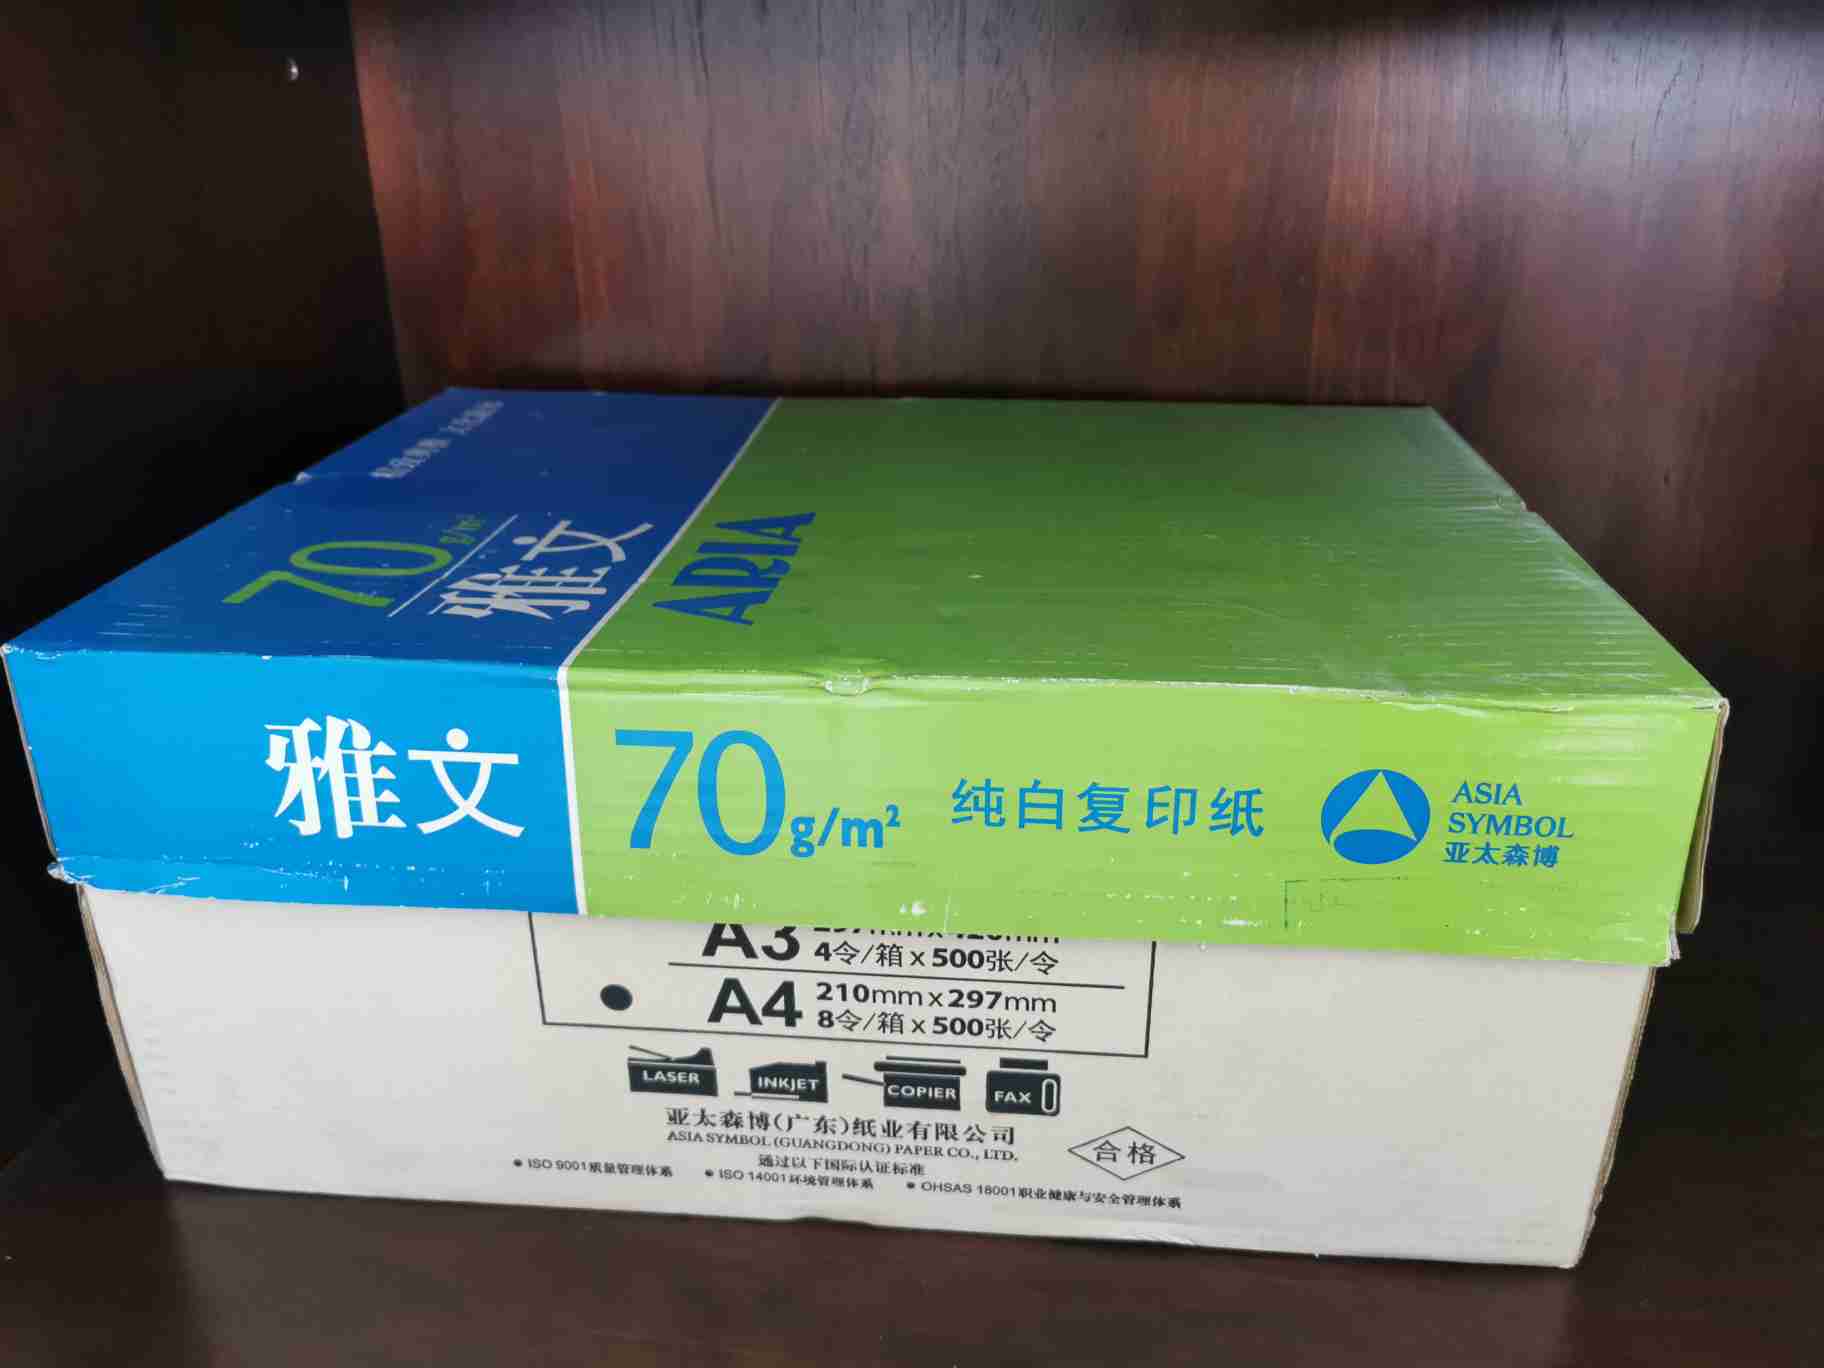 70 g/m²
雅文
ARIA
雅文
70g/m² 纯白复印纸
ASIA
SYMBOL
亚太森博
A3
4令/箱 x 500张/令
A4 210mm x 297mm
8令/箱 x 500张/令
LASER INKJET COPIER FAX
亚太森博(广东)纸业有限公司
ASIA SYMBOL (GUANGDONG) PAPER CO., LTD.
合格
通过以下国际认证标准
● ISO 9001质量管理体系 ● ISO 14001环境管理体系 ● OHSAS 18001职业健康与安全管理体系